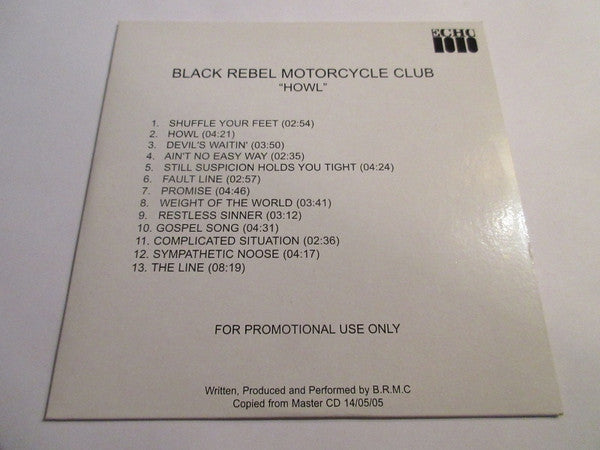 ECHO
BLACK REBEL MOTORCYCLE CLUB
"HOWL"
1. SHUFFLE YOUR FEET (02:54)
2. HOWL (04:21)
3. DEVIL'S WAITIN' (03:50)
4. AIN'T NO EASY WAY (02:35)
5. STILL SUSPICION HOLDS YOU TIGHT (04:24)
6. FAULT LINE (02:57)
7. PROMISE (04:46)
8. WEIGHT OF THE WORLD (03:41)
9. RESTLESS SINNER (03:12)
10. GOSPEL SONG (04:31)
11. COMPLICATED SITUATION (02:36)
12. SYMPATHETIC NOOSE (04:17)
13. THE LINE (08:19)
FOR PROMOTIONAL USE ONLY
Written, Produced and Performed by B.R.M.C
Copied from Master CD 14/05/05